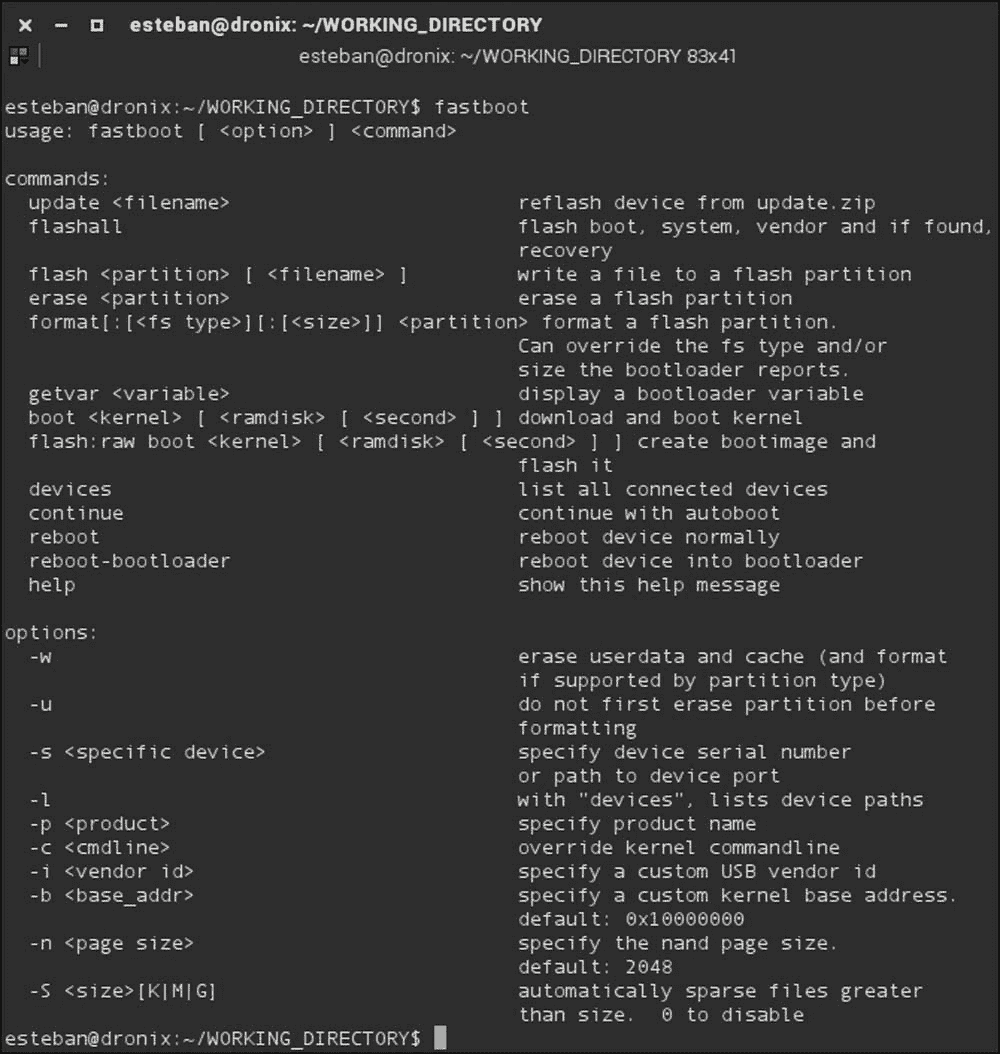 esteban@dronix: ~/WORKING_DIRECTORY
esteban@dronix: ~/WORKING_DIRECTORY 83x41
esteban@dronix:~/WORKING_DIRECTORY$ fastboot
usage: fastboot [ <option> ] <command>

commands:
  update <filename>                        reflash device from update.zip
  flashall                                 flash boot, system, vendor and if found,
                                           recovery
  flash <partition> [ <filename> ]         write a file to a flash partition
  erase <partition>                        erase a flash partition
  format[:[<fs type>][:[<size>]] <partition> format a flash partition.
                                           Can override the fs type and/or
                                           size the bootloader reports.
  getvar <variable>                        display a bootloader variable
  boot <kernel> [ <ramdisk> [ <second> ] ] download and boot kernel
  flash:raw boot <kernel> [ <ramdisk> [ <second> ] ] create bootimage and
                                           flash it
  devices                                  list all connected devices
  continue                                 continue with autoboot
  reboot                                   reboot device normally
  reboot-bootloader                        reboot device into bootloader
  help                                     show this help message

options:
  -w                                       erase userdata and cache (and format
                                           if supported by partition type)
  -u                                       do not first erase partition before
                                           formatting
  -s <specific device>                     specify device serial number
                                           or path to device port
  -l                                       with "devices", lists device paths
  -p <product>                             specify product name
  -c <cmdline>                             override kernel commandline
  -i <vendor id>                           specify a custom USB vendor id
  -b <base_addr>                           specify a custom kernel base address.
                                           default: 0x10000000
  -n <page size>                           specify the nand page size.
                                           default: 2048
  -S <size>[K|M|G]                         automatically sparse files greater
                                           than size.  0 to disable
esteban@dronix:~/WORKING_DIRECTORY$